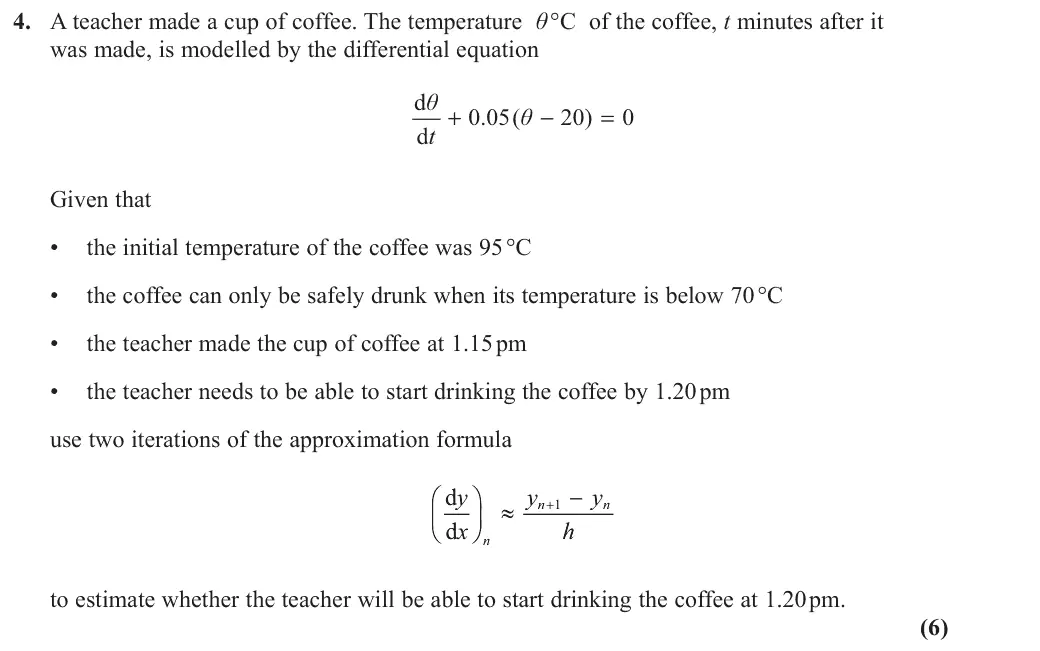 4. A teacher made a cup of coffee. The temperature θ°C of the coffee, t minutes after it
was made, is modelled by the differential equation
dθ/dt + 0.05(θ − 20) = 0
Given that
• the initial temperature of the coffee was 95 °C
• the coffee can only be safely drunk when its temperature is below 70 °C
• the teacher made the cup of coffee at 1.15 pm
• the teacher needs to be able to start drinking the coffee by 1.20 pm
use two iterations of the approximation formula
(dy/dx)ₙ ≈ (yₙ₊₁ − yₙ)/h
to estimate whether the teacher will be able to start drinking the coffee at 1.20 pm.
(6)